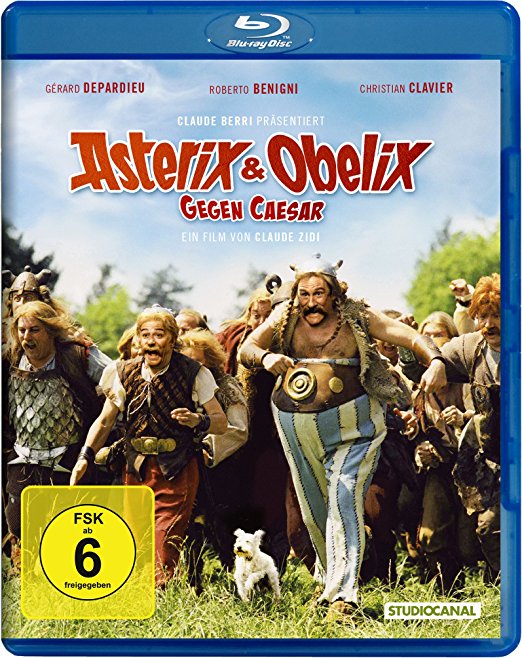 Blu-ray Disc™
GÉRARD DEPARDIEU ROBERTO BENIGNI CHRISTIAN CLAVIER
CLAUDE BERRI PRÄSENTIERT
Asterix & Obelix
GEGEN CAESAR
EIN FILM VON CLAUDE ZIDI
FSK
ab
6
freigegeben
STUDIOCANAL